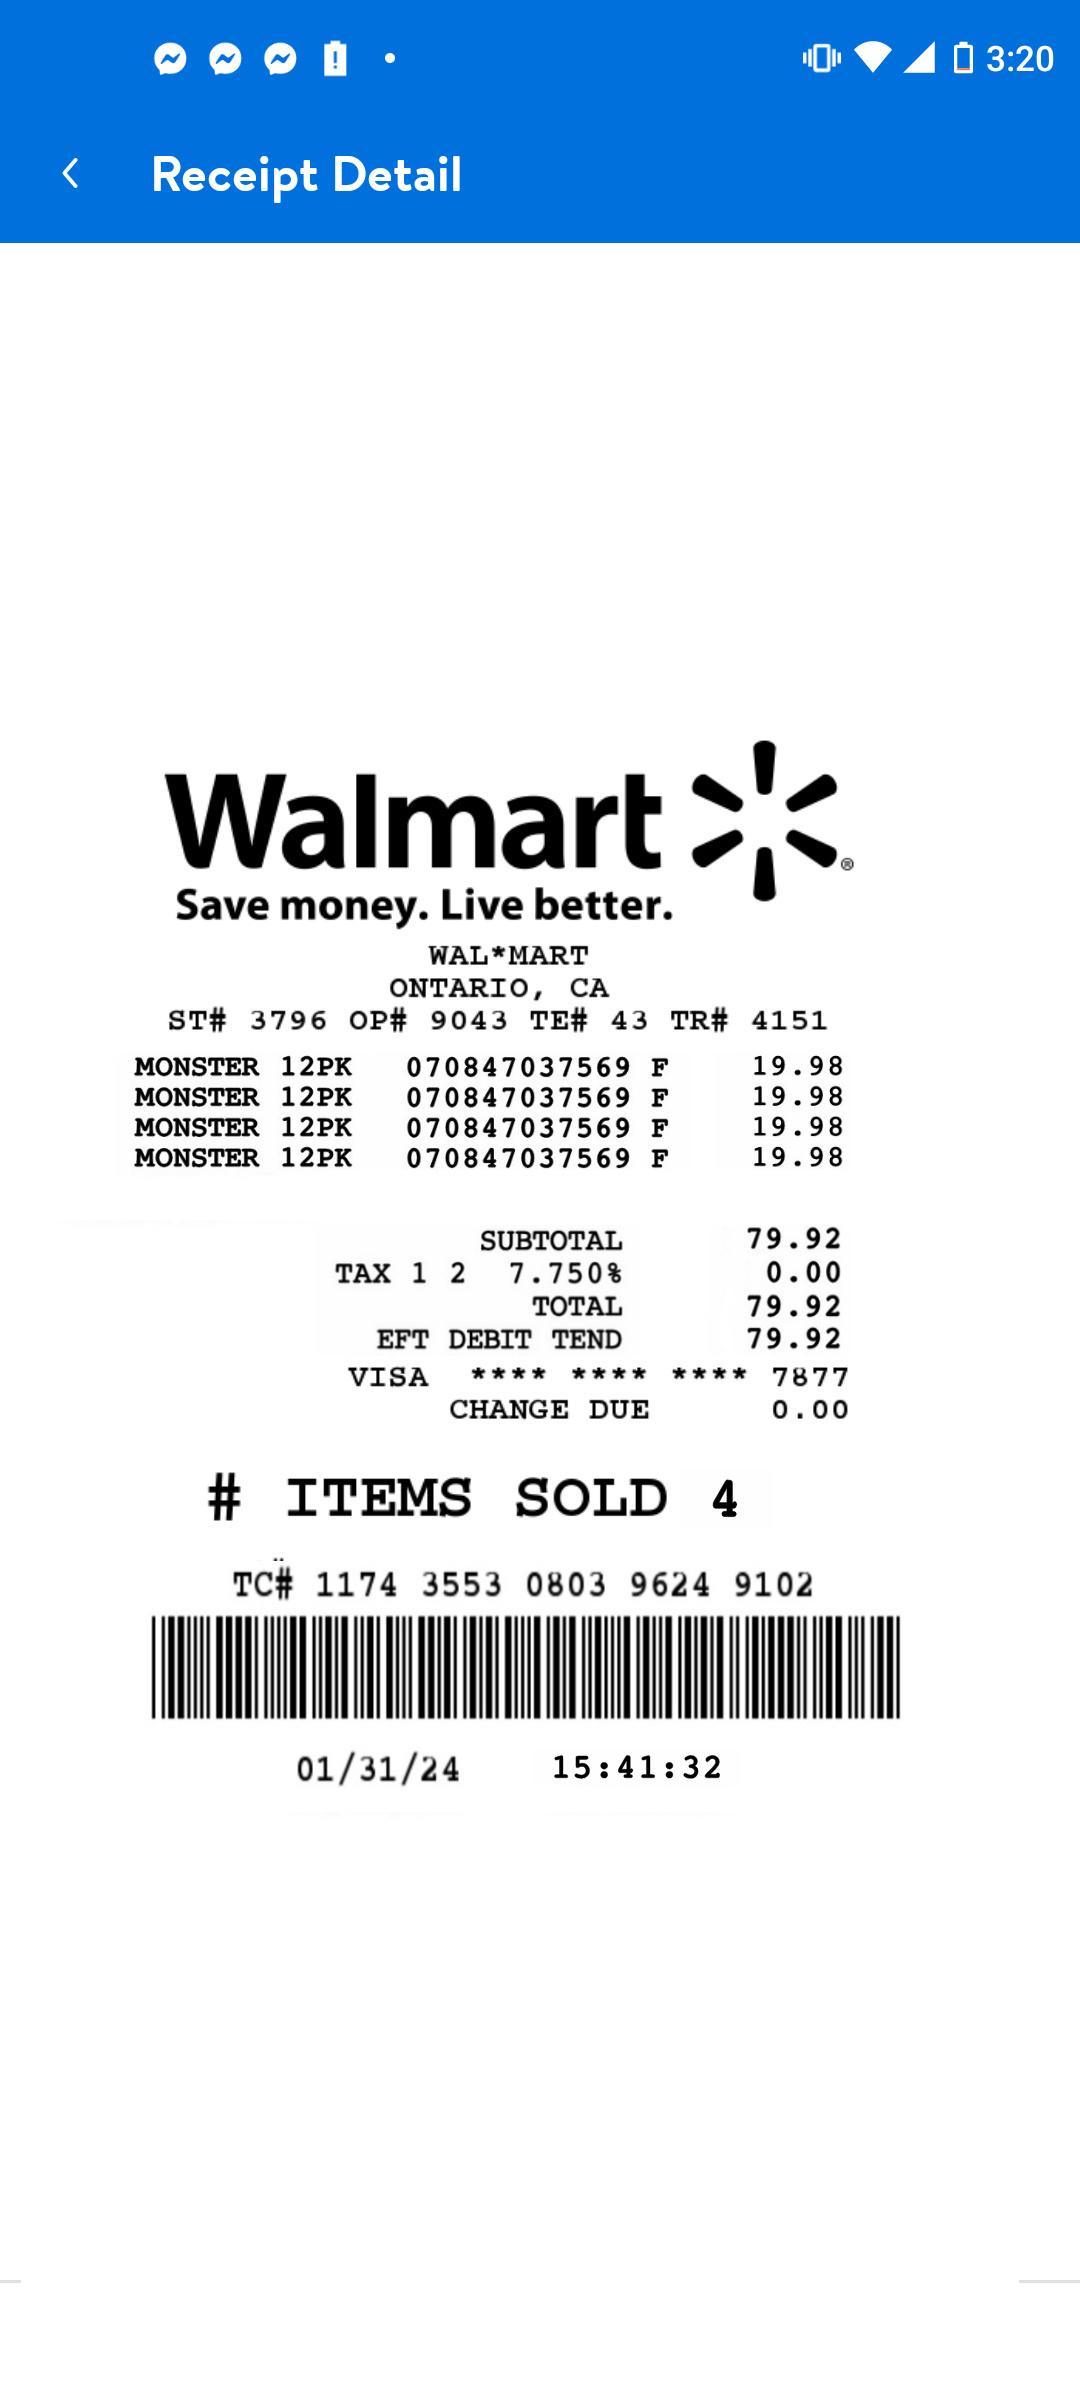 3:20
Receipt Detail
Walmart
Save money. Live better.
WAL*MART
ONTARIO, CA
ST# 3796 OP# 9043 TE# 43 TR# 4151
MONSTER 12PK 070847037569 F 19.98
MONSTER 12PK 070847037569 F 19.98
MONSTER 12PK 070847037569 F 19.98
MONSTER 12PK 070847037569 F 19.98
SUBTOTAL 79.92
TAX 1 2 7.750% 0.00
TOTAL 79.92
EFT DEBIT TEND 79.92
VISA **** **** **** 7877
CHANGE DUE 0.00
# ITEMS SOLD 4
TC# 1174 3553 0803 9624 9102
01/31/24 15:41:32